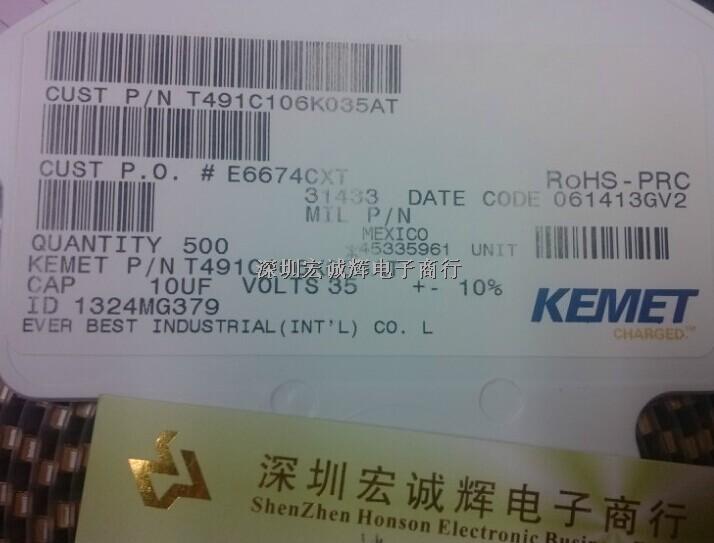 CUST P/N T491C106K035AT
CUST P.O. # E6674CXT
RoHS-PRC
31433 DATE CODE 061413GV2
MIL P/N
MEXICO
QUANTITY 500
45335961 UNIT
KEMET P/N T491C
深圳宏诚辉电子商行
CAP 10UF VOLTS 35 +- 10%
ID 1324MG379
KEMET
CHARGED.™
EVER BEST INDUSTRIAL(INT'L) CO. L
深圳宏诚辉电子商行
ShenZhen Honson Electronic